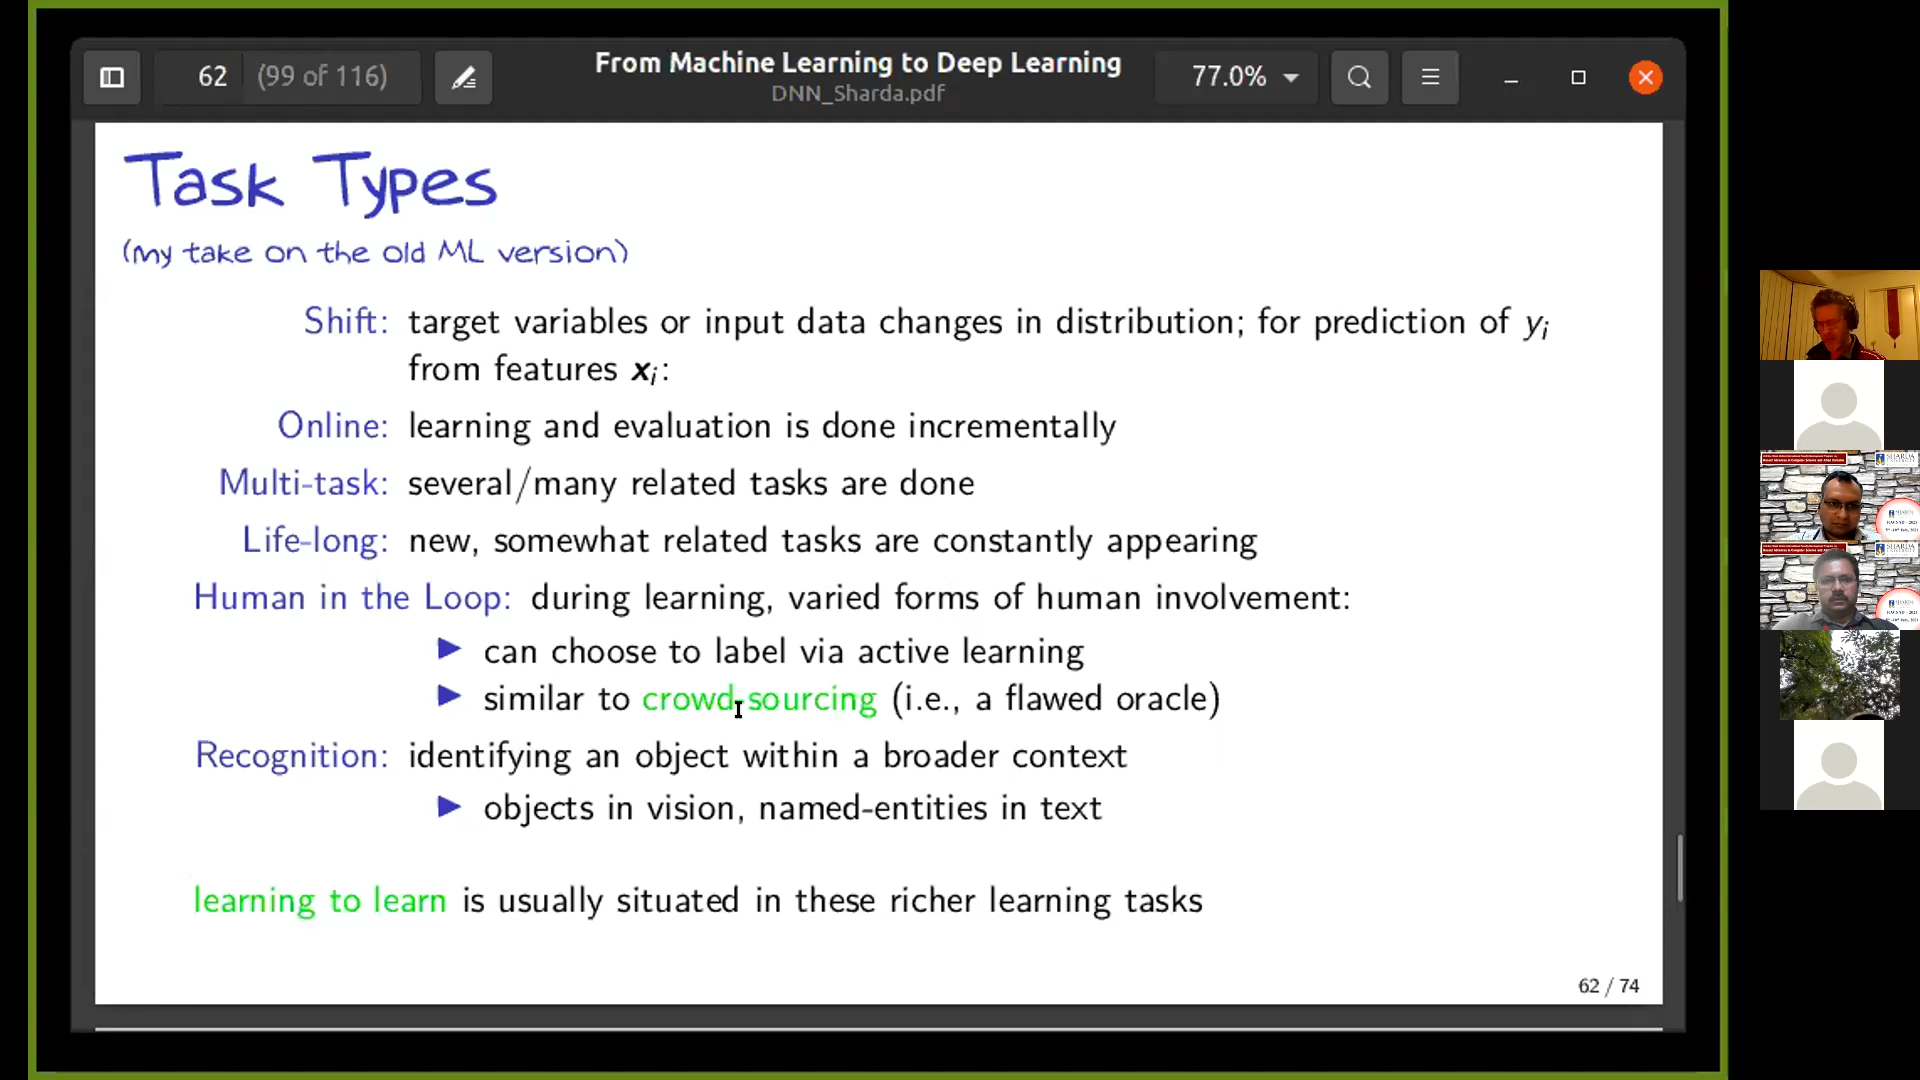 62 (99 of 116)
From Machine Learning to Deep Learning
DNN_Sharda.pdf
77.0%
Task Types
(my take on the old ML version)
Shift: target variables or input data changes in distribution; for prediction of yᵢ
from features xᵢ:
Online: learning and evaluation is done incrementally
Multi-task: several/many related tasks are done
Life-long: new, somewhat related tasks are constantly appearing
Human in the Loop: during learning, varied forms of human involvement:
▶ can choose to label via active learning
▶ similar to crowd-sourcing (i.e., a flawed oracle)
Recognition: identifying an object within a broader context
▶ objects in vision, named-entities in text
learning to learn is usually situated in these richer learning tasks
62 / 74
SHARDA
SHARDA